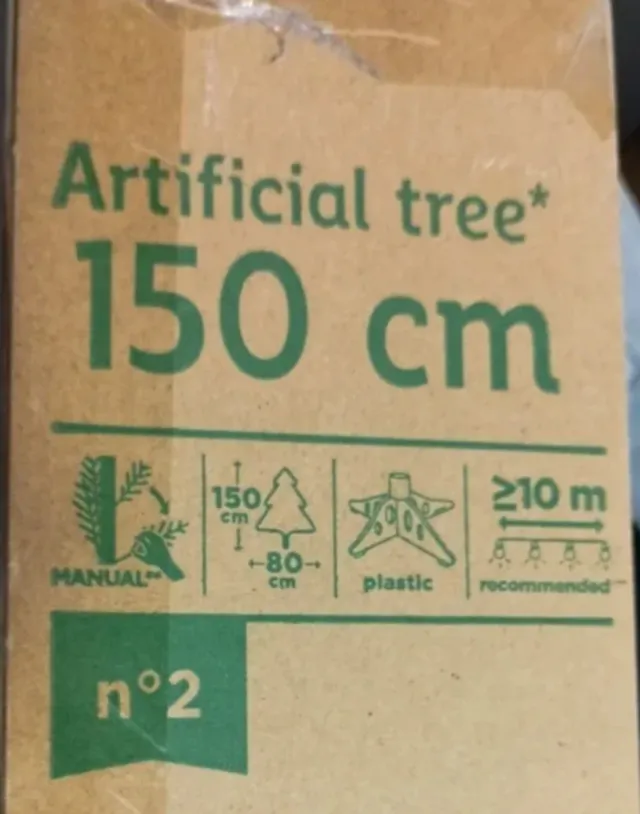 Artificial tree*
150 cm
MANUAL**
150
cm
80
cm
plastic
≥10 m
recommended
n°2